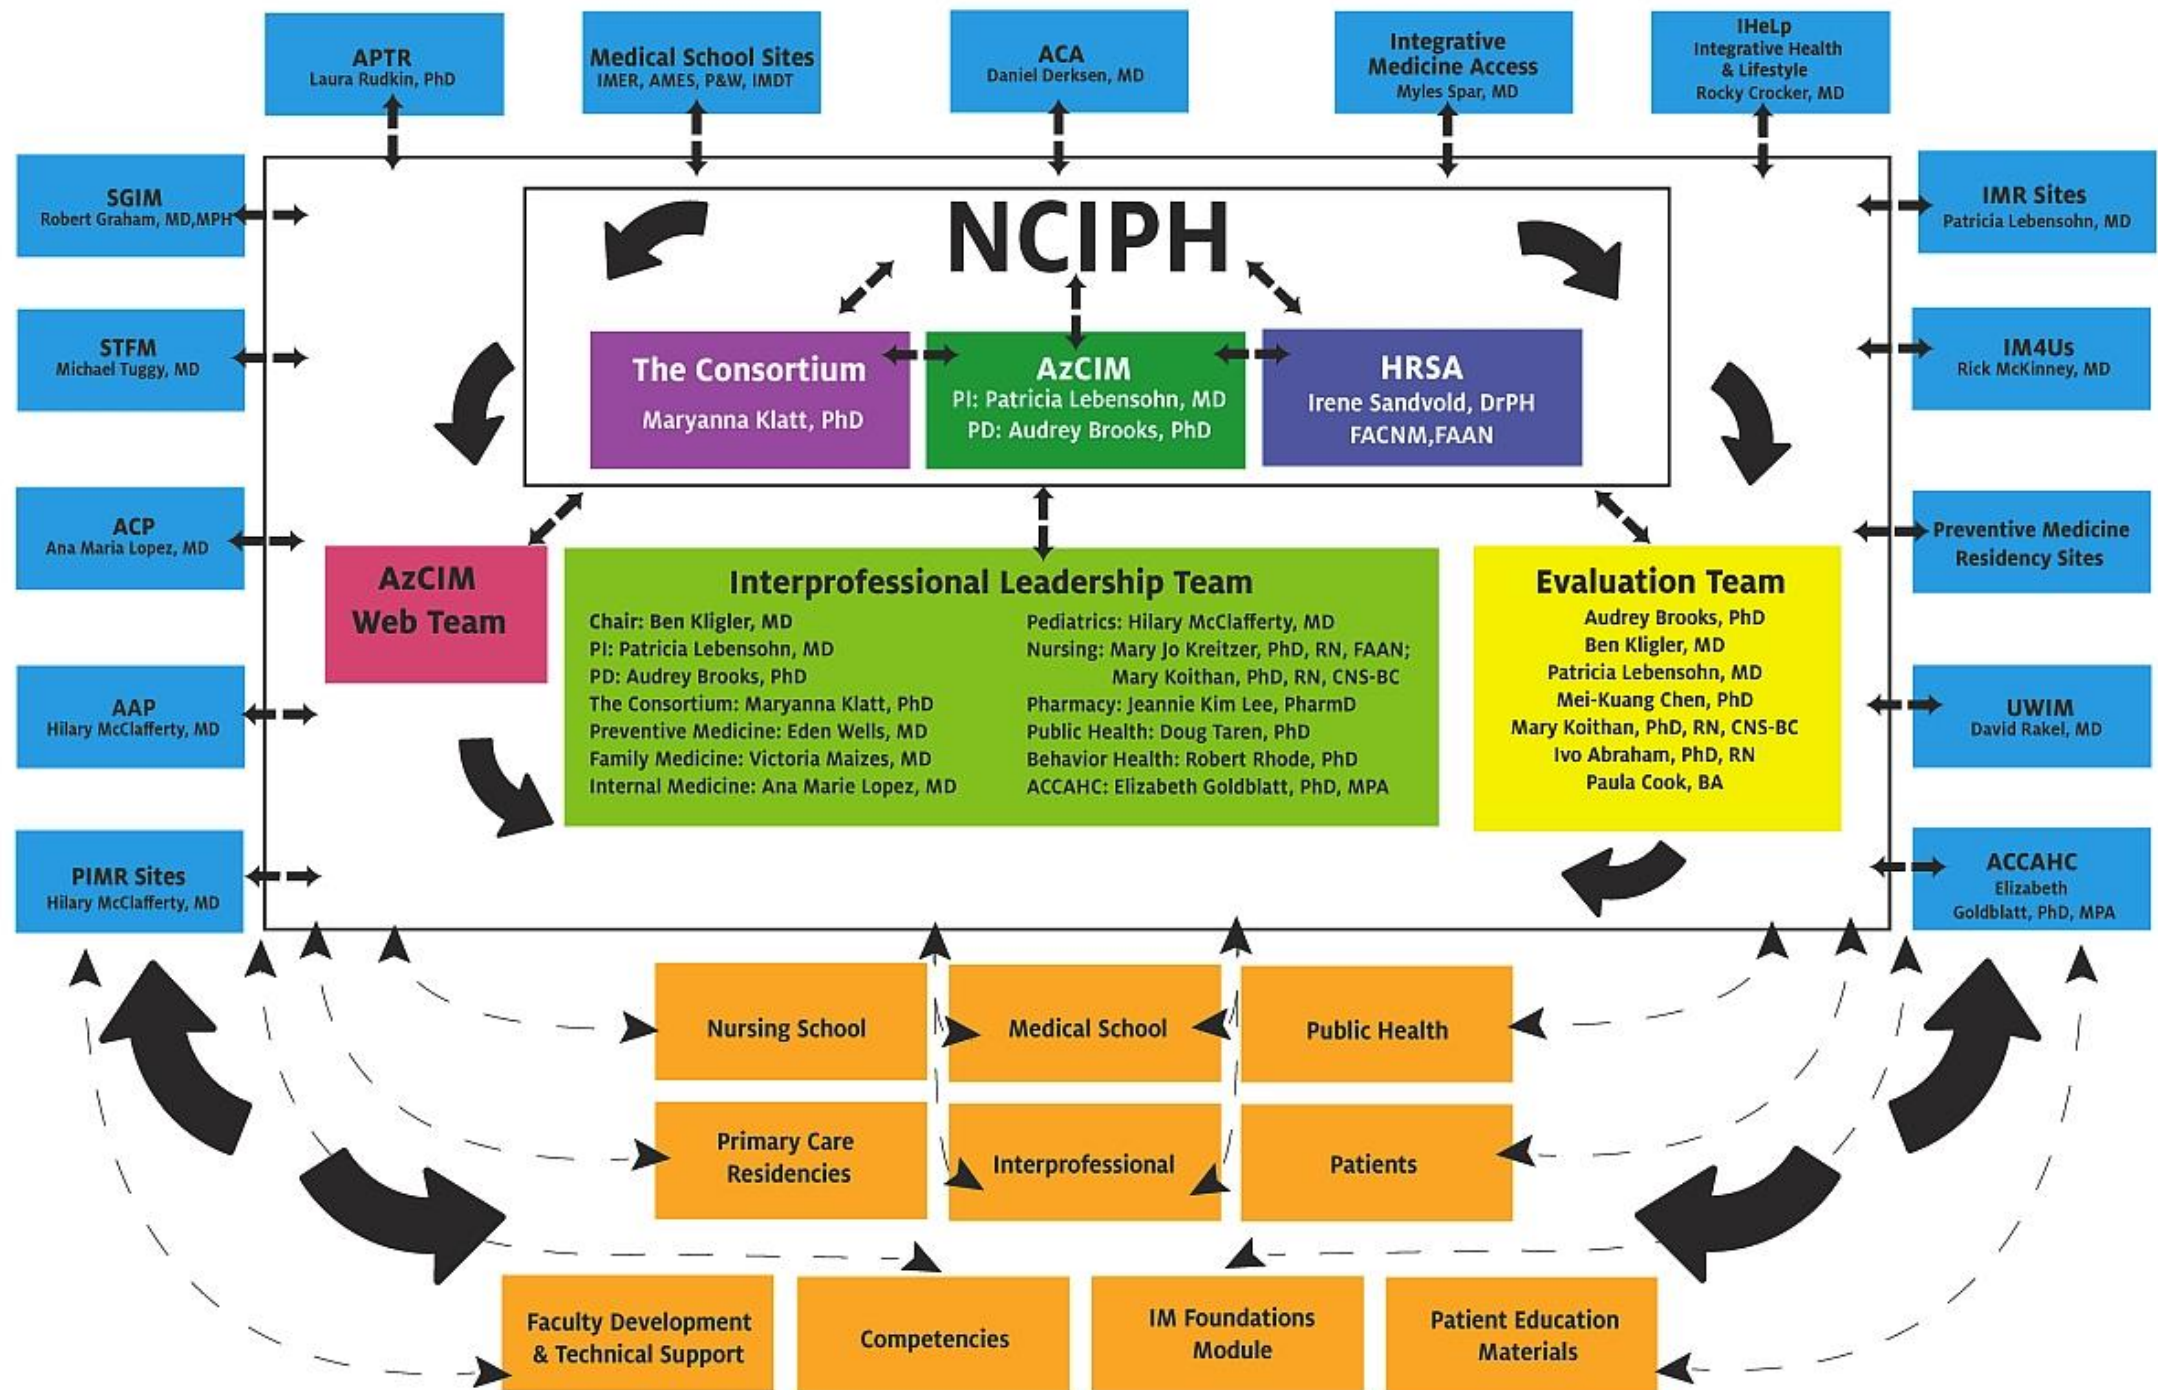 APTR
Laura Rudkin, PhD
Medical School Sites
IMER, AMES, P&W, IMDT
ACA
Daniel Derksen, MD
Integrative
Medicine Access
Myles Spar, MD
IHeLp
Integrative Health
& Lifestyle
Rocky Crocker, MD
SGIM
Robert Graham, MD,MPH
STFM
Michael Tuggy, MD
ACP
Ana Maria Lopez, MD
AAP
Hilary McClafferty, MD
PIMR Sites
Hilary McClafferty, MD
NCIPH
The Consortium
Maryanna Klatt, PhD
AzCIM
PI: Patricia Lebensohn, MD
PD: Audrey Brooks, PhD
HRSA
Irene Sandvold, DrPH
FACNM,FAAN
AzCIM
Web Team
Interprofessional Leadership Team
Chair: Ben Kligler, MD
PI: Patricia Lebensohn, MD
PD: Audrey Brooks, PhD
The Consortium: Maryanna Klatt, PhD
Preventive Medicine: Eden Wells, MD
Family Medicine: Victoria Maizes, MD
Internal Medicine: Ana Marie Lopez, MD
Pediatrics: Hilary McClafferty, MD
Nursing: Mary Jo Kreitzer, PhD, RN, FAAN;
Mary Koithan, PhD, RN, CNS-BC
Pharmacy: Jeannie Kim Lee, PharmD
Public Health: Doug Taren, PhD
Behavior Health: Robert Rhode, PhD
ACCAHC: Elizabeth Goldblatt, PhD, MPA
Evaluation Team
Audrey Brooks, PhD
Ben Kligler, MD
Patricia Lebensohn, MD
Mei-Kuang Chen, PhD
Mary Koithan, PhD, RN, CNS-BC
Ivo Abraham, PhD, RN
Paula Cook, BA
IMR Sites
Patricia Lebensohn, MD
IM4Us
Rick McKinney, MD
Preventive Medicine
Residency Sites
UWIM
David Rakel, MD
ACCAHC
Elizabeth
Goldblatt, PhD, MPA
Nursing School
Medical School
Public Health
Primary Care
Residencies
Interprofessional
Patients
Faculty Development
& Technical Support
Competencies
IM Foundations
Module
Patient Education
Materials